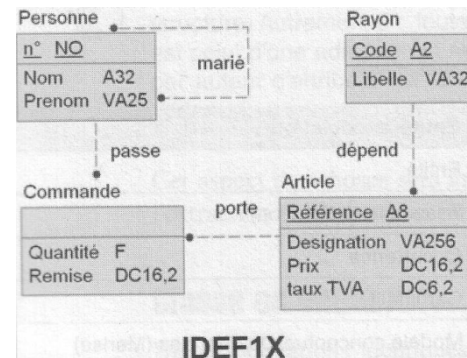 Personne
n° NO
Nom A32
Prenom VA25
marié
Rayon
Code A2
Libelle VA32
passe
dépend
Commande
Quantité F
Remise DC16,2
porte
Article
Référence A8
Designation VA256
Prix DC16,2
taux TVA DC6,2
IDEF1X